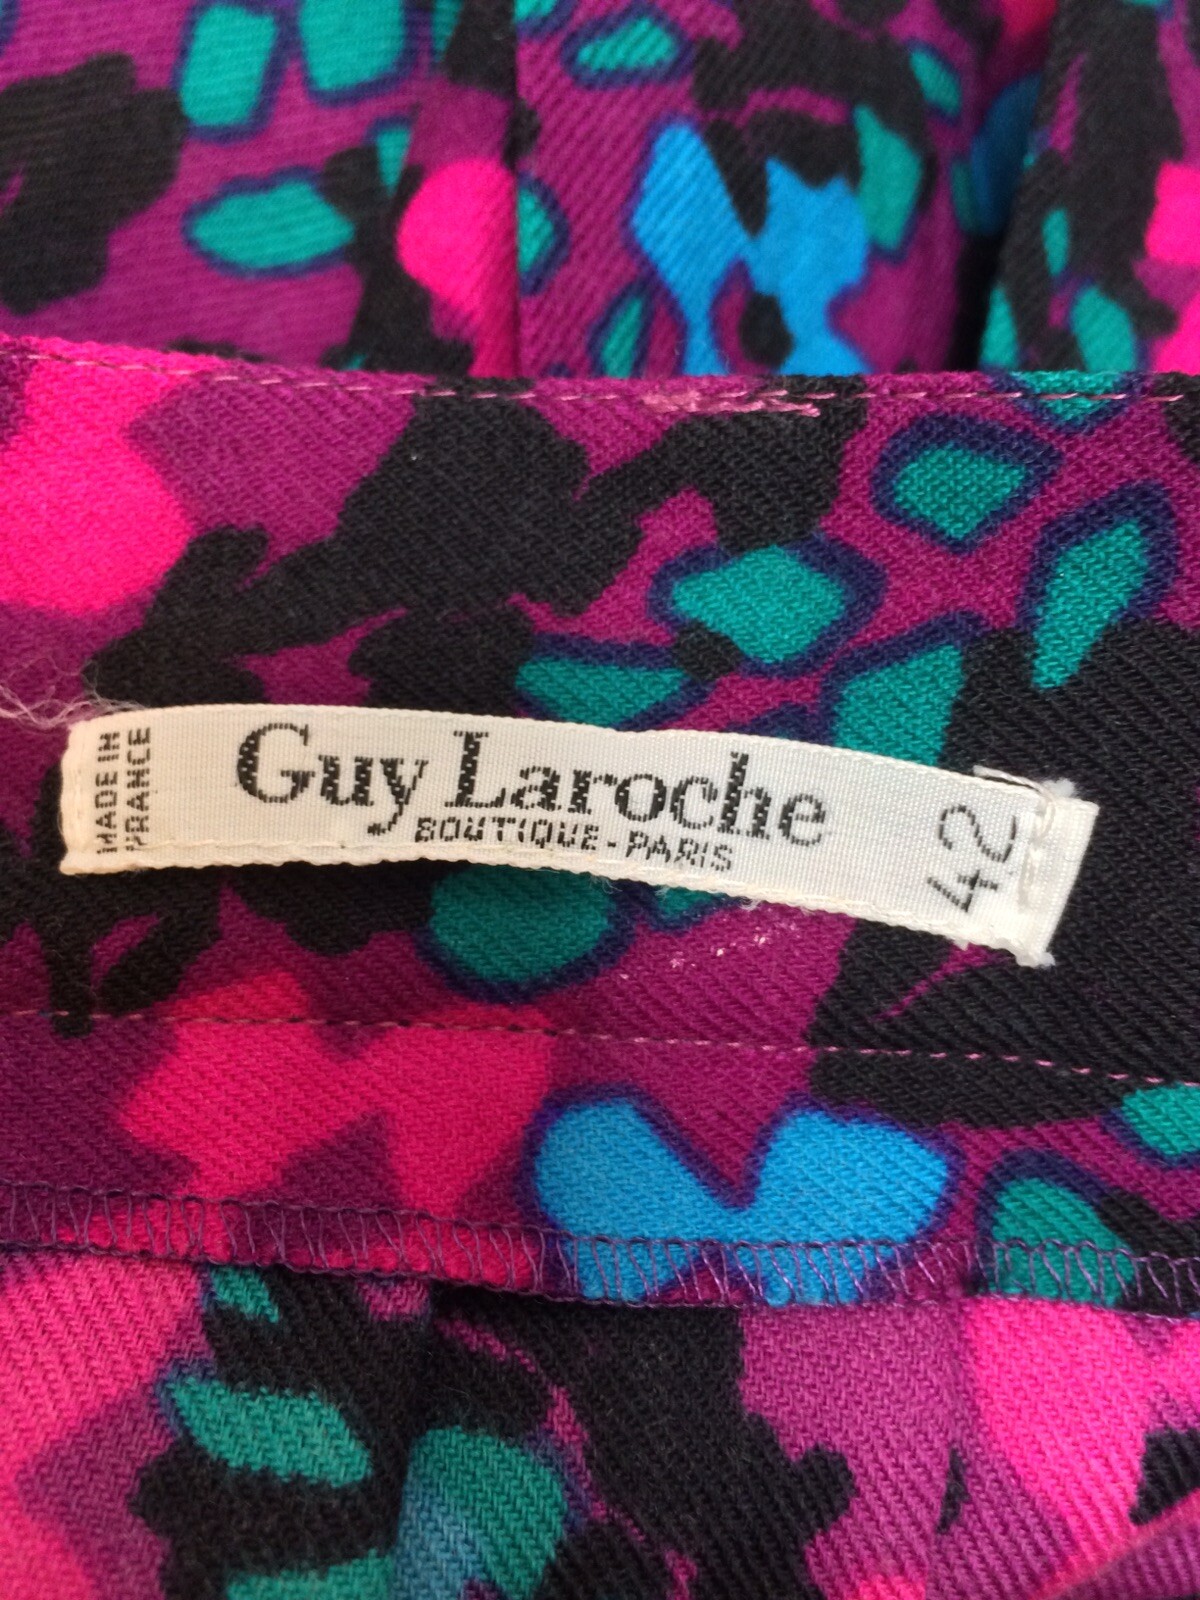 MADE IN
FRANCE
Guy Laroche
BOUTIQUE - PARIS
42